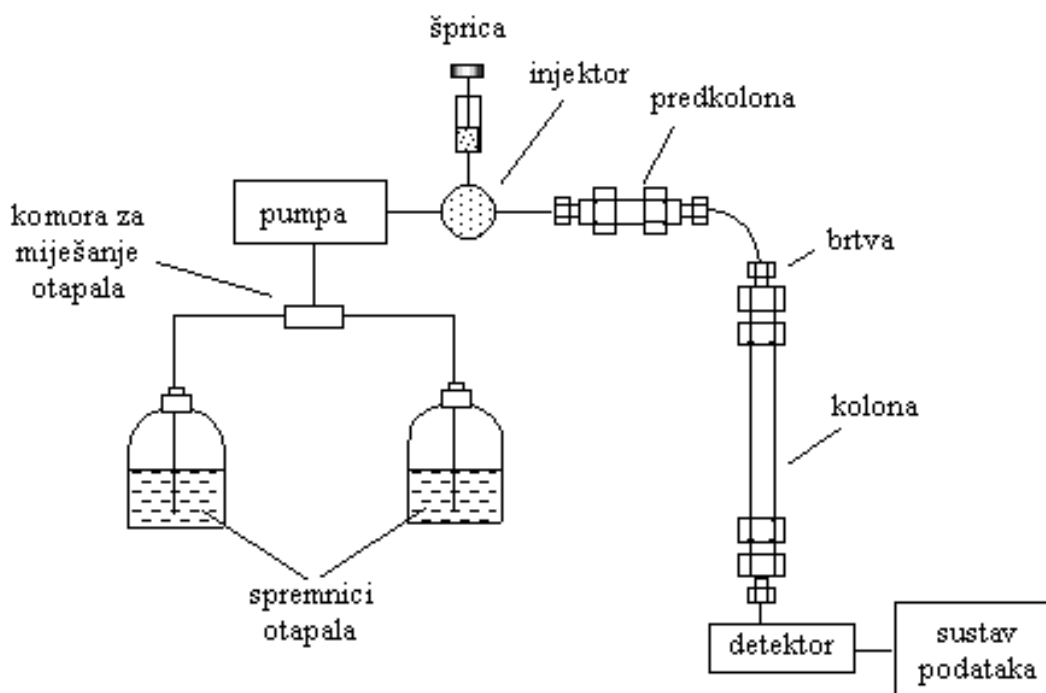 šprica
injektor
predkolona
pumpa
komora za
miješanje
otapala
brtva
kolona
spremnici
otapala
detektor
sustav
podataka